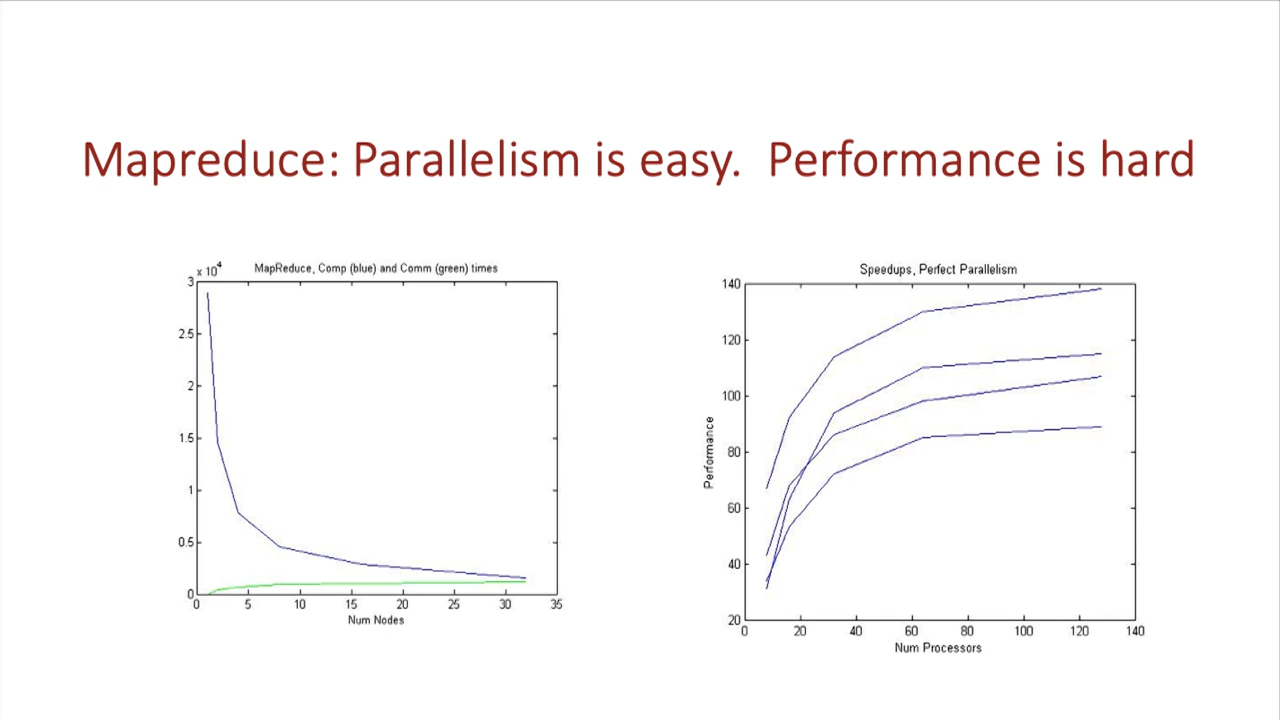 Mapreduce: Parallelism is easy.  Performance is hard
x 10^4
MapReduce, Comp (blue) and Comm (green) times
3
2.5
2
1.5
1
0.5
0
0 5 10 15 20 25 30 35
Num Nodes
Speedups, Perfect Parallelism
140
120
100
80
60
40
20
Performance
0 20 40 60 80 100 120 140
Num Processors